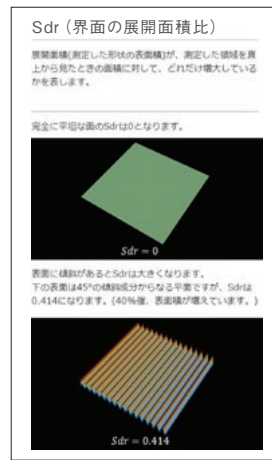 Sdr（界面の展開面積比）
展開面積(測定した形状の表面積)が、測定した領域を真
上から見たときの面積に対して、どれだけ増大している
かを表します。
完全に平坦な面のSdrは0となります。
Sdr = 0
表面に傾斜があるとSdrは大きくなります。
下の表面は45°の傾斜成分からなる平面ですが、Sdrは
0.414になります。(40%強、表面積が増えています。)
Sdr = 0.414